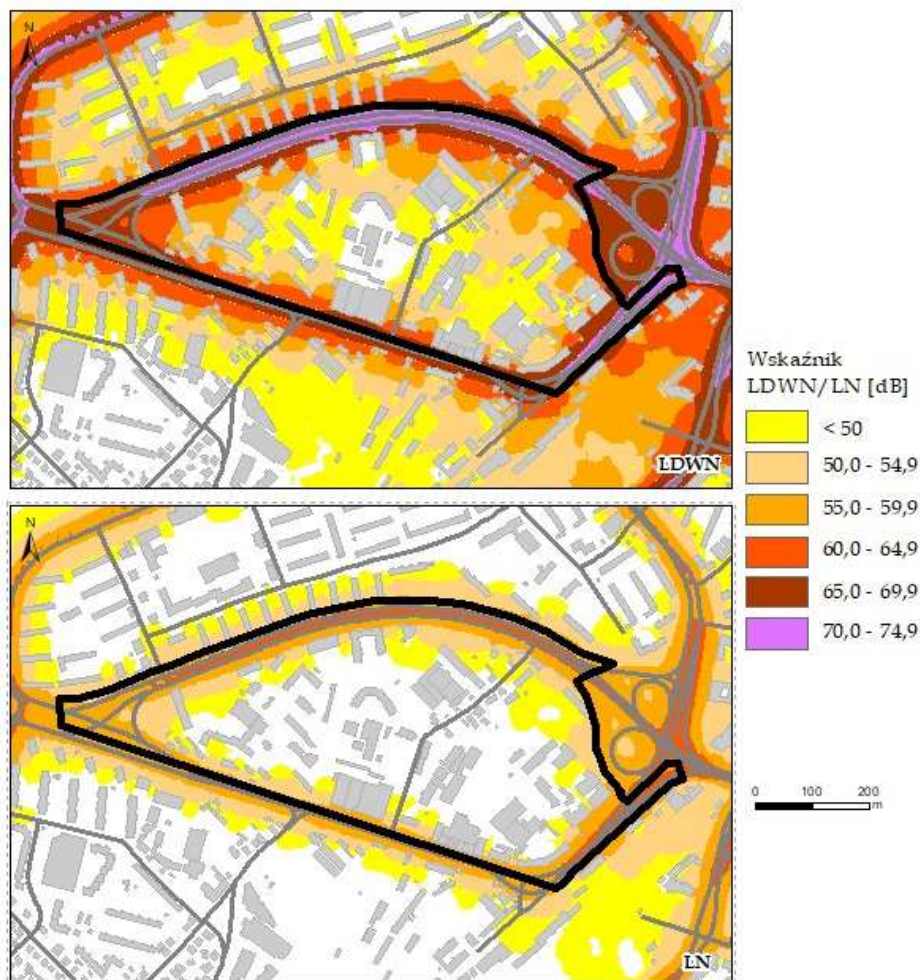 N
LDWN
Wskaźnik
LDWN/LN [dB]
< 50
50,0 - 54,9
55,0 - 59,9
60,0 - 64,9
65,0 - 69,9
70,0 - 74,9
N
LN
0 100 200
m